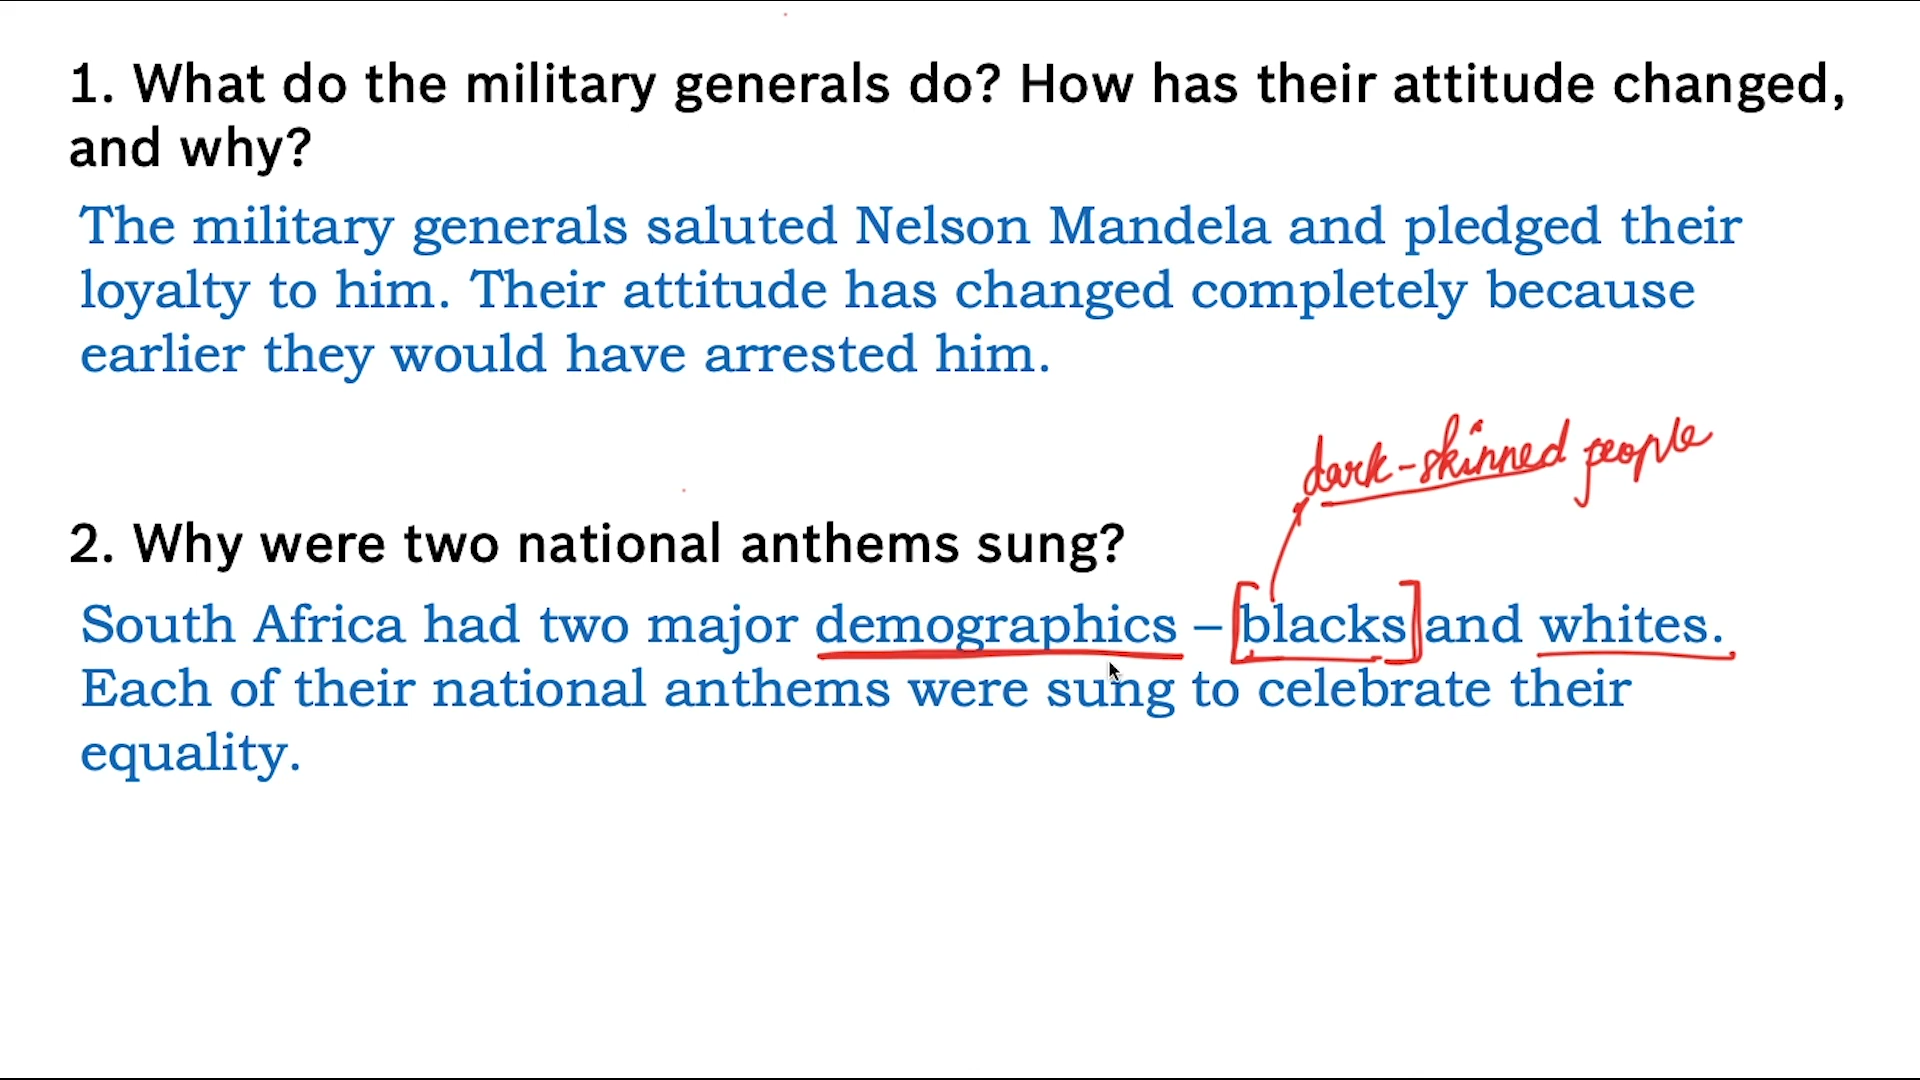 1. What do the military generals do? How has their attitude changed,
and why?
The military generals saluted Nelson Mandela and pledged their
loyalty to him. Their attitude has changed completely because
earlier they would have arrested him.
dark-skinned people
2. Why were two national anthems sung?
South Africa had two major demographics – [blacks] and whites.
Each of their national anthems were sung to celebrate their
equality.